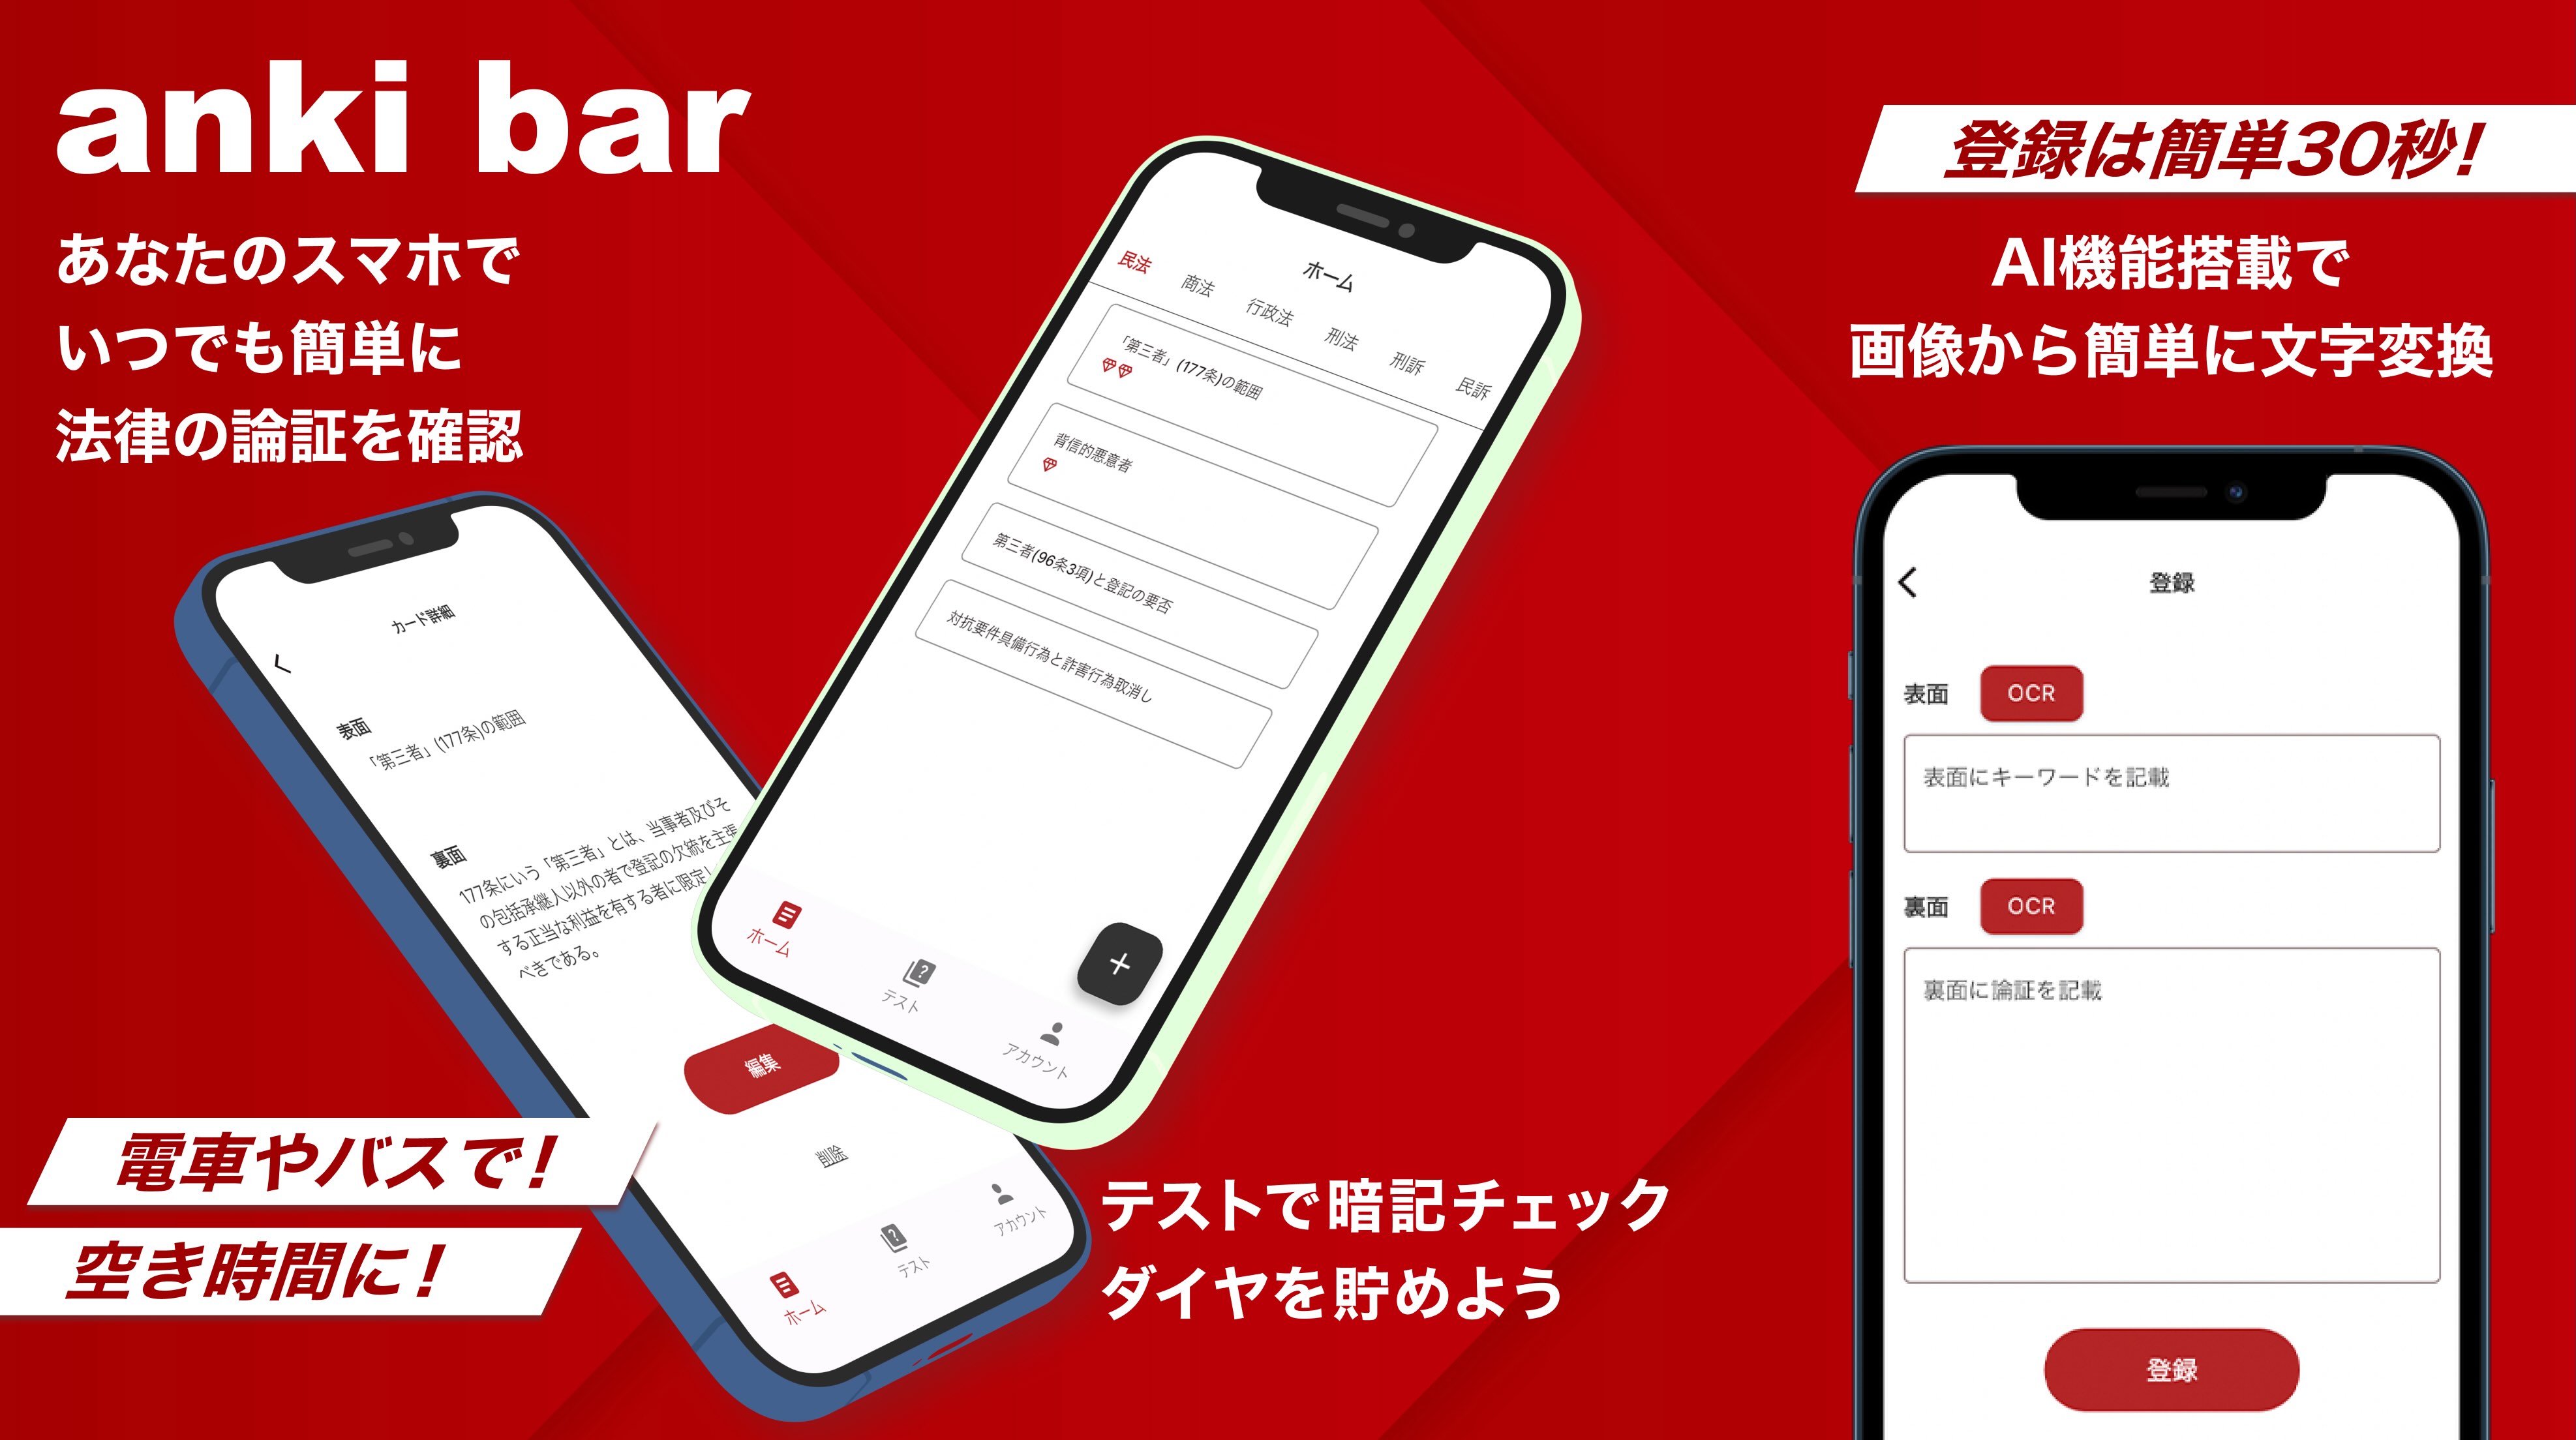 anki bar
あなたのスマホで
いつでも簡単に
法律の論証を確認
カード詳細
表面
「第三者」(177条)の範囲
裏面
177条にいう「第三者」とは、当事者及びそ
の包括承継人以外の者で登記の欠缺を主張
する正当な利益を有する者に限定
べきである。
編集
削除
ホーム
テスト
アカウント
電車やバスで!
空き時間に!
ホーム
民法
商法
行政法
刑法
刑訴
民訴
「第三者」(177条)の範囲
背信的悪意者
第三者(96条3項)と登記の要否
対抗要件具備行為と詐害行為取消し
+
ホーム
テスト
アカウント
テストで暗記チェック
ダイヤを貯めよう
登録は簡単30秒!
AI機能搭載で
画像から簡単に文字変換
登録
表面 OCR
表面にキーワードを記載
裏面 OCR
裏面に論証を記載
登録